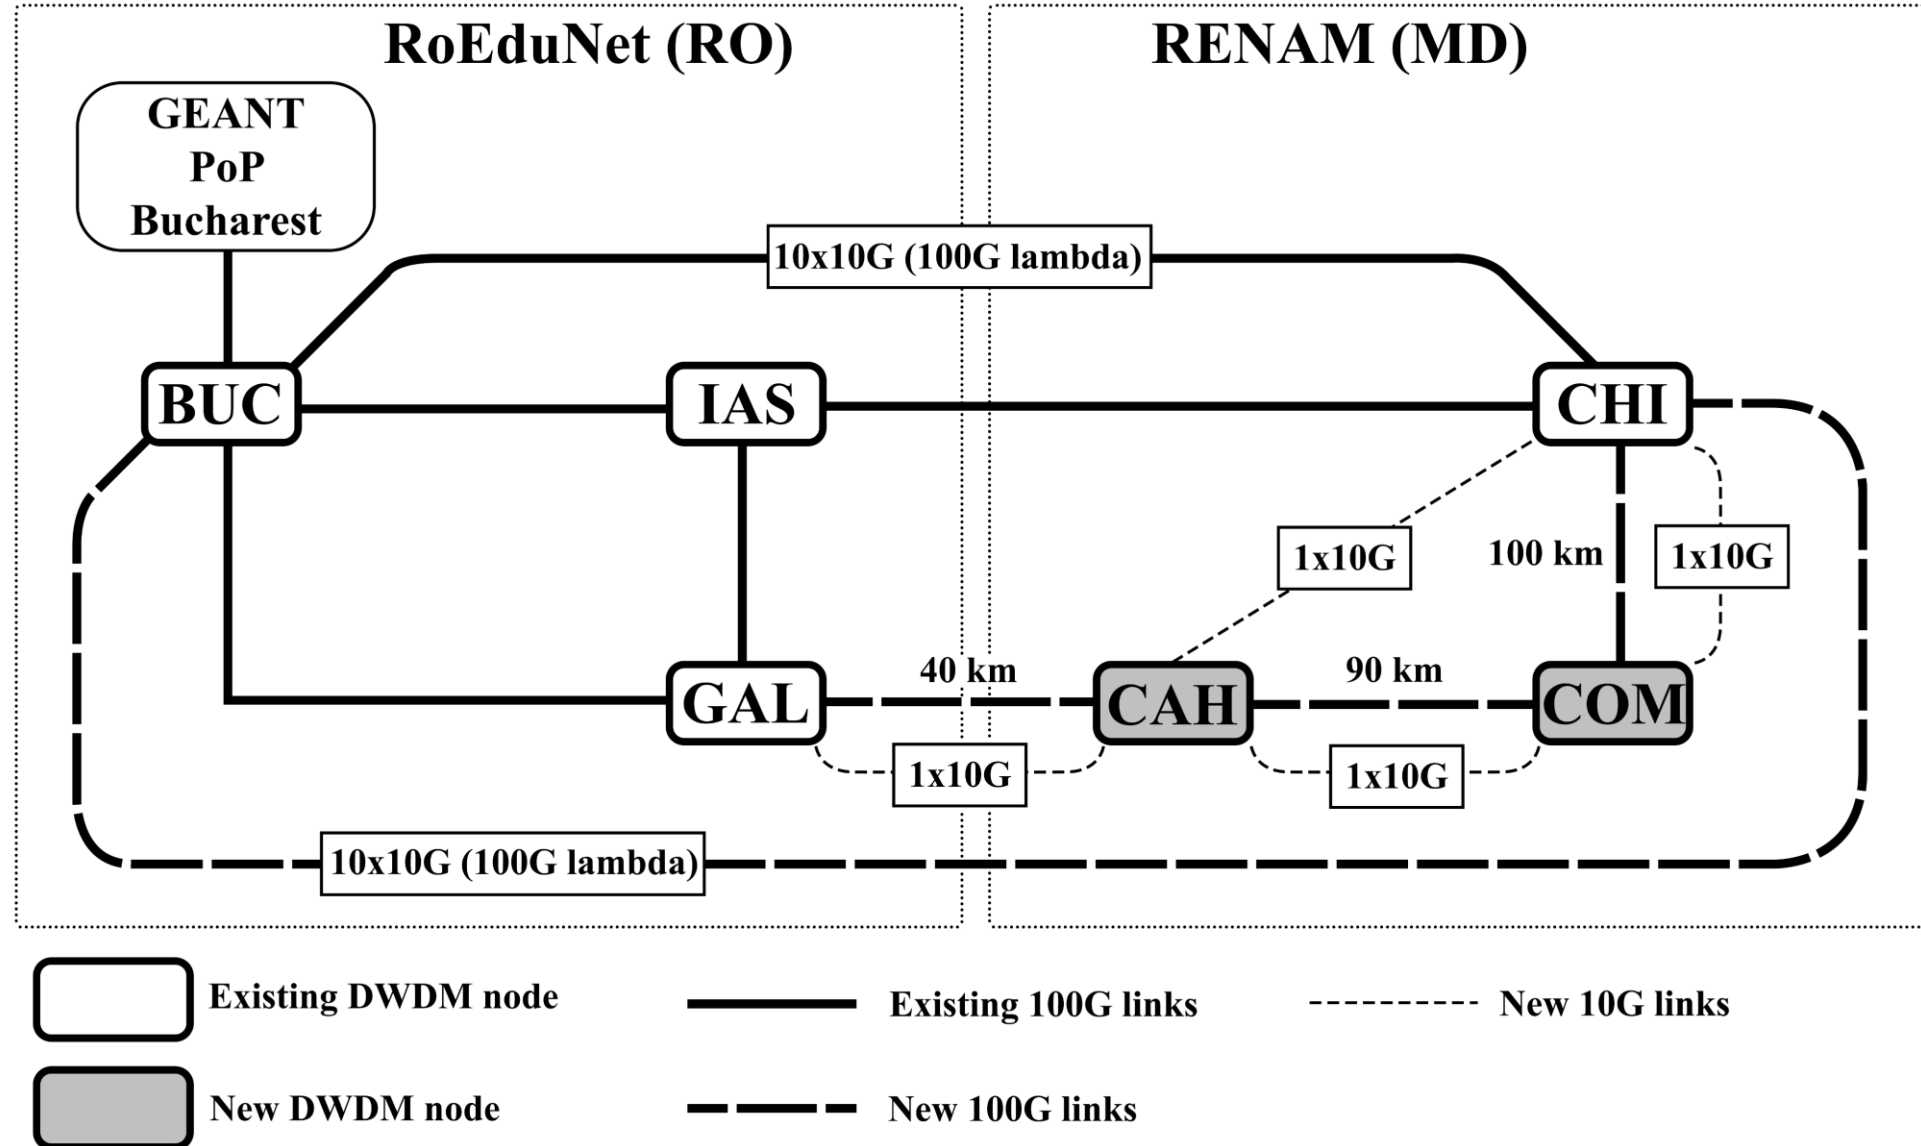 RoEduNet (RO)
RENAM (MD)
GEANT
PoP
Bucharest
10x10G (100G lambda)
BUC
IAS
CHI
1x10G
100 km
1x10G
40 km
90 km
GAL
CAH
COM
1x10G
1x10G
10x10G (100G lambda)
Existing DWDM node
Existing 100G links
New 10G links
New DWDM node
New 100G links